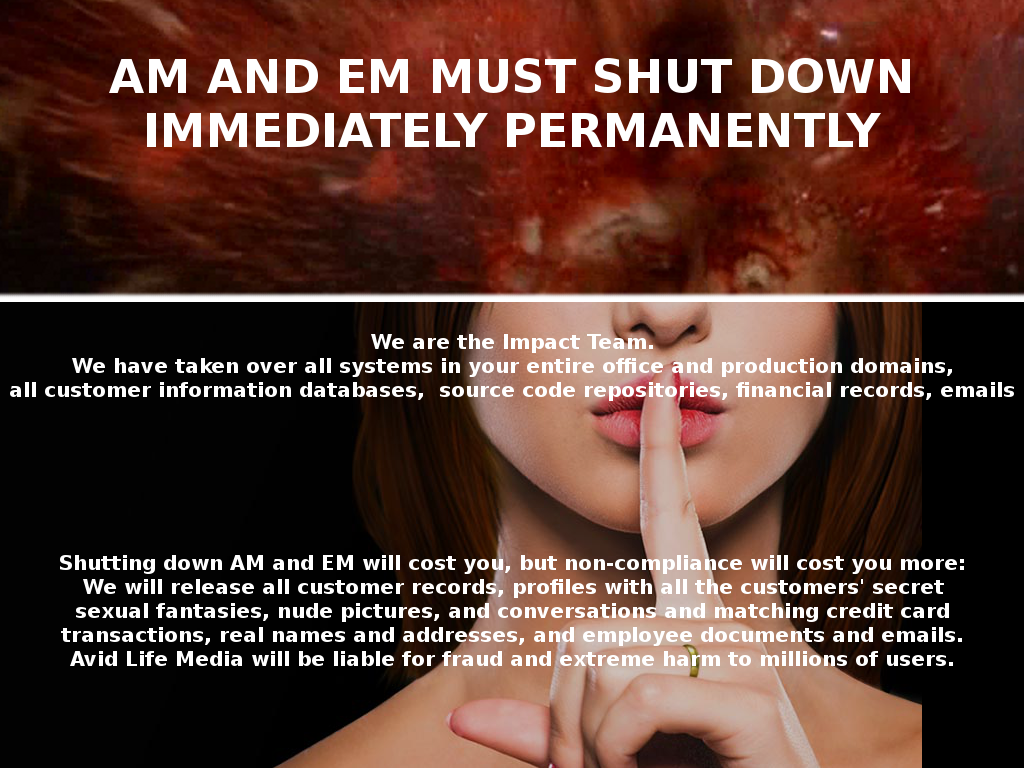 AM AND EM MUST SHUT DOWN
IMMEDIATELY PERMANENTLY
We are the Impact Team.
We have taken over all systems in your entire office and production domains,
all customer information databases,  source code repositories, financial records, emails
Shutting down AM and EM will cost you, but non-compliance will cost you more:
We will release all customer records, profiles with all the customers' secret
sexual fantasies, nude pictures, and conversations and matching credit card
transactions, real names and addresses, and employee documents and emails.
Avid Life Media will be liable for fraud and extreme harm to millions of users.